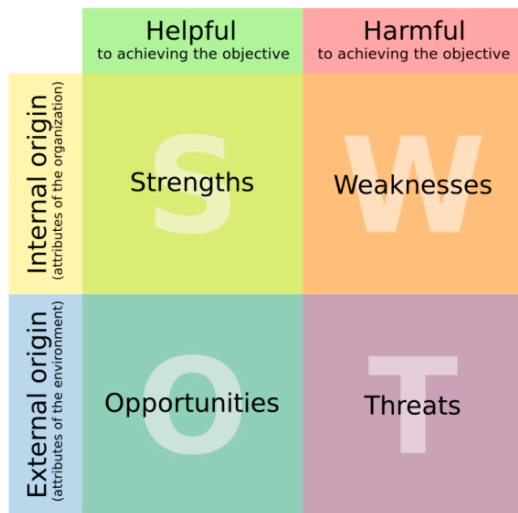 Helpful
to achieving the objective
Harmful
to achieving the objective
Internal origin
(attributes of the organization)
S
Strengths
W
Weaknesses
External origin
(attributes of the environment)
O
Opportunities
T
Threats